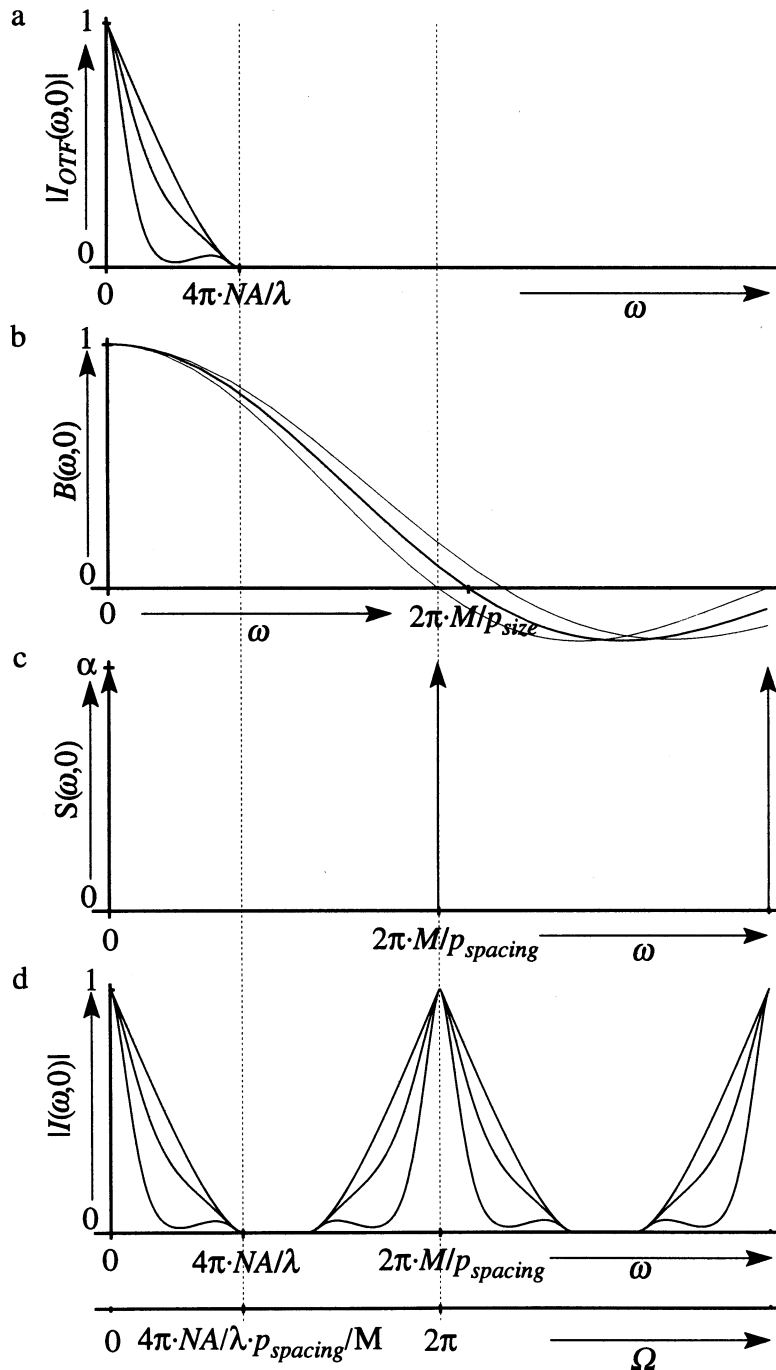 a
1
|I_OTF(ω,0)|
0
0
4π·NA/λ
ω
b
1
B(ω,0)
0
0
ω
2π·M/p_size
c
α
S(ω,0)
0
0
2π·M/p_spacing
ω
d
1
|I(ω,0)|
0
0
4π·NA/λ
2π·M/p_spacing
ω
0
4π·NA/λ·p_spacing/M
2π
Ω